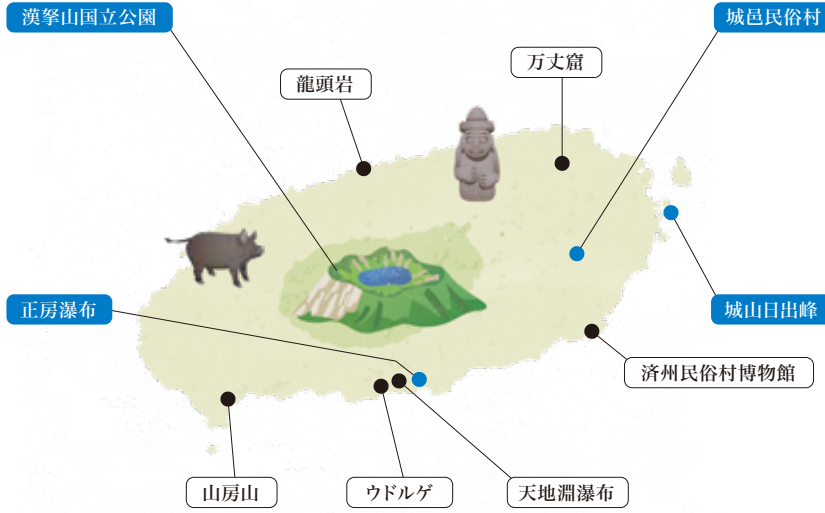 漢拏山国立公園
城邑民俗村
万丈窟
龍頭岩
正房瀑布
城山日出峰
済州民俗村博物館
山房山
ウドルゲ
天地淵瀑布